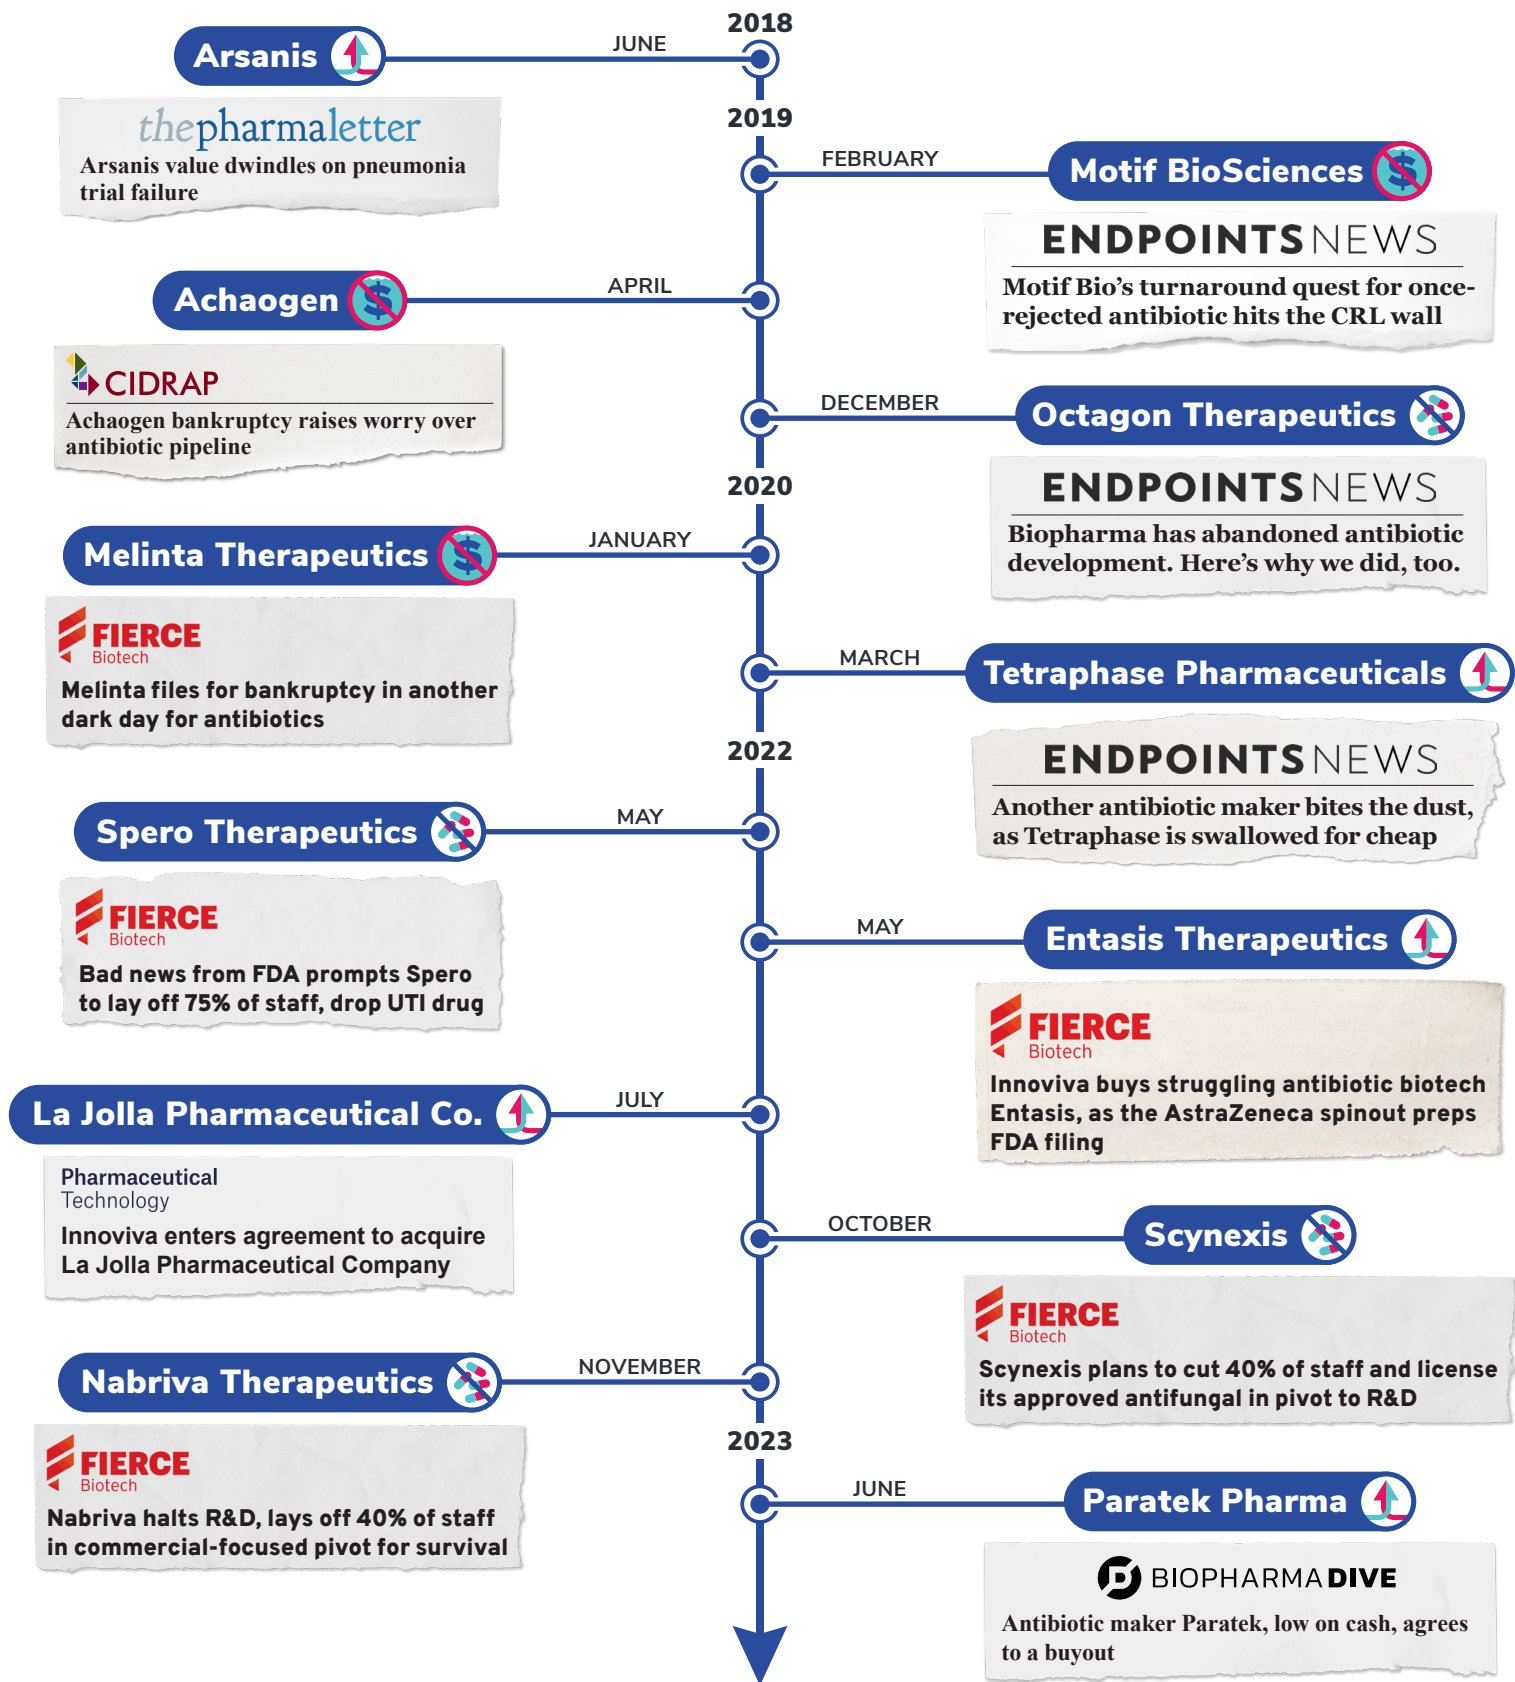 2018
JUNE
Arsanis
thepharmaletter
Arsanis value dwindles on pneumonia
trial failure
2019
FEBRUARY
Motif BioSciences
ENDPOINTS NEWS
Motif Bio's turnaround quest for once-
rejected antibiotic hits the CRL wall
APRIL
Achaogen
CIDRAP
Achaogen bankruptcy raises worry over
antibiotic pipeline
DECEMBER
Octagon Therapeutics
ENDPOINTS NEWS
Biopharma has abandoned antibiotic
development. Here's why we did, too.
2020
JANUARY
Melinta Therapeutics
FIERCE
Biotech
Melinta files for bankruptcy in another
dark day for antibiotics
MARCH
Tetraphase Pharmaceuticals
ENDPOINTS NEWS
Another antibiotic maker bites the dust,
as Tetraphase is swallowed for cheap
2022
MAY
Spero Therapeutics
FIERCE
Biotech
Bad news from FDA prompts Spero
to lay off 75% of staff, drop UTI drug
MAY
Entasis Therapeutics
FIERCE
Biotech
Innoviva buys struggling antibiotic biotech
Entasis, as the AstraZeneca spinout preps
FDA filing
JULY
La Jolla Pharmaceutical Co.
Pharmaceutical
Technology
Innoviva enters agreement to acquire
La Jolla Pharmaceutical Company
OCTOBER
Scynexis
FIERCE
Biotech
Scynexis plans to cut 40% of staff and license
its approved antifungal in pivot to R&D
NOVEMBER
Nabriva Therapeutics
FIERCE
Biotech
Nabriva halts R&D, lays off 40% of staff
in commercial-focused pivot for survival
2023
JUNE
Paratek Pharma
BIOPHARMA DIVE
Antibiotic maker Paratek, low on cash, agrees
to a buyout